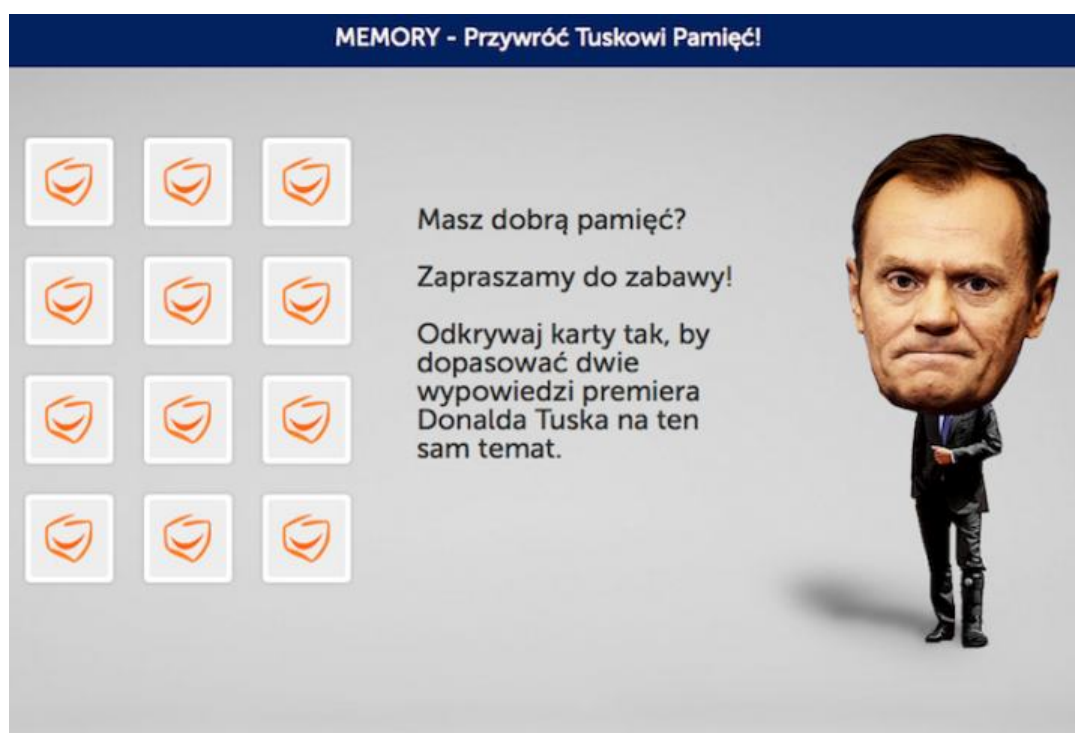 MEMORY - Przywróć Tuskowi Pamięć!
Masz dobrą pamięć?
Zapraszamy do zabawy!
Odkrywaj karty tak, by
dopasować dwie
wypowiedzi premiera
Donalda Tuska na ten
sam temat.